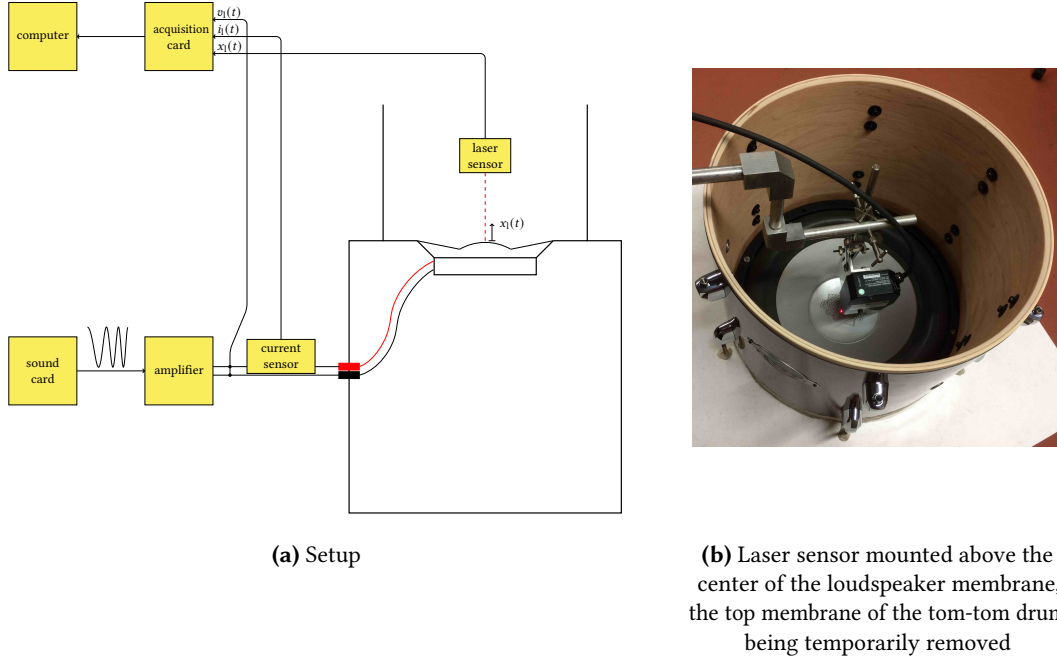 computer
acquisition
card
v₁(t)
i₁(t)
x₁(t)
laser
sensor
x₁(t)
sound
card
amplifier
current
sensor
(a) Setup
(b) Laser sensor mounted above the
center of the loudspeaker membrane,
the top membrane of the tom-tom drum
being temporarily removed